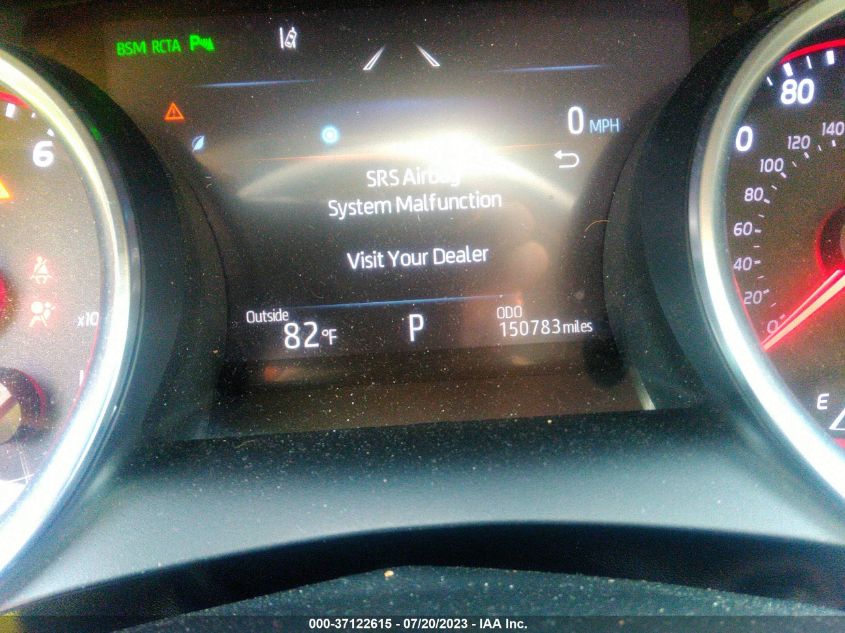 BSM RCTA P
0 MPH
SRS Airbag
System Malfunction
Visit Your Dealer
Outside
82°F
P
ODO
150783 miles
6
x10
80
0
140
120
100
80
60
40
20
0
E
000-37122615 - 07/20/2023 - IAA Inc.